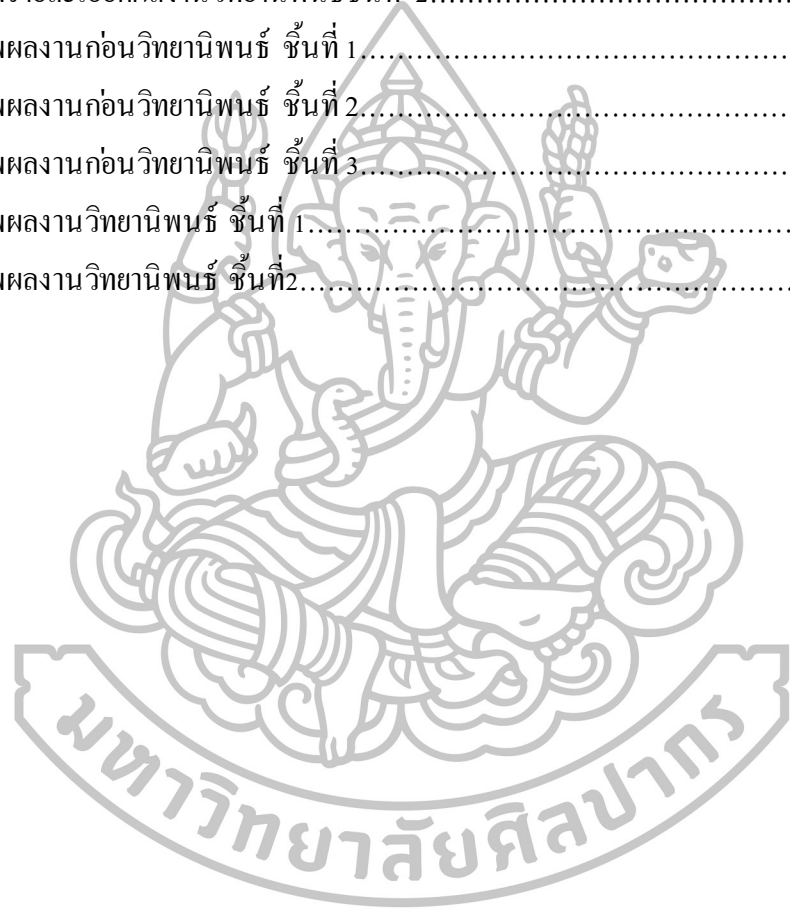 ผลงานก่อนวิทยานิพนธ์ ชิ้นที่ 1
ผลงานก่อนวิทยานิพนธ์ ชิ้นที่ 2
ผลงานก่อนวิทยานิพนธ์ ชิ้นที่ 3
ผลงานวิทยานิพนธ์ ชิ้นที่ 1
ผลงานวิทยานิพนธ์ ชิ้นที่2
มหาวิทยาลัยศิลปากร